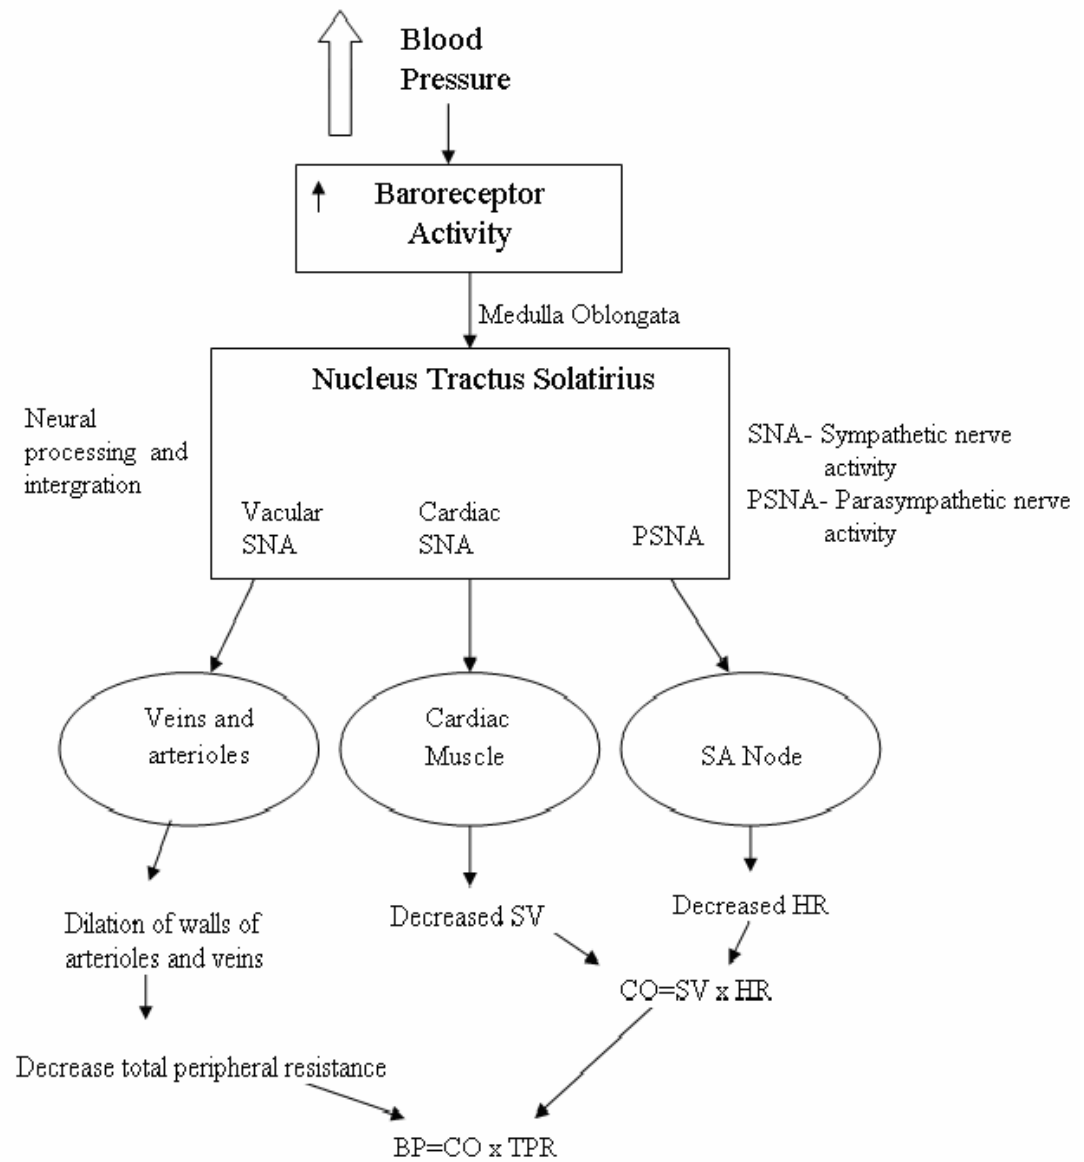 Blood
Pressure
Baroreceptor
Activity
Medulla Oblongata
Nucleus Tractus Solatirius
Neural
processing and
intergration
SNA- Sympathetic nerve
activity
PSNA- Parasympathetic nerve
activity
Vacular
SNA
Cardiac
SNA
PSNA
Veins and
arterioles
Cardiac
Muscle
SA Node
Dilation of walls of
arterioles and veins
Decreased SV
Decreased HR
CO=SV x HR
Decrease total peripheral resistance
BP=CO x TPR